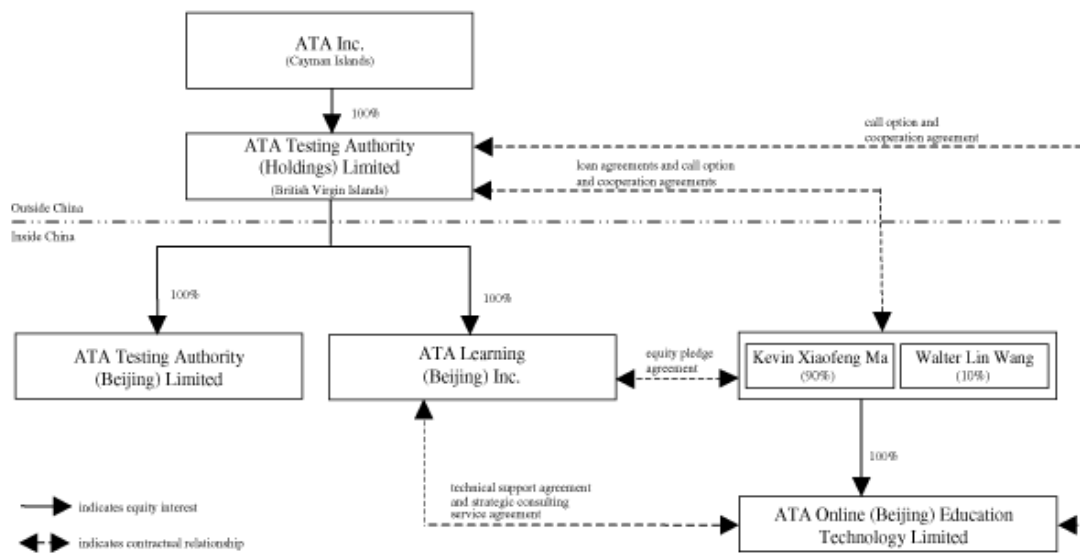 ATA Inc.
(Cayman Islands)
100%
ATA Testing Authority
(Holdings) Limited
(British Virgin Islands)
call option and
cooperation agreement
loan agreements and call option
and cooperation agreements
Outside China
Inside China
100%
100%
ATA Testing Authority
(Beijing) Limited
ATA Learning
(Beijing) Inc.
equity pledge
agreement
Kevin Xiaofeng Ma
(90%)
Walter Lin Wang
(10%)
100%
technical support agreement
and strategic consulting
service agreement
ATA Online (Beijing) Education
Technology Limited
indicates equity interest
indicates contractual relationship